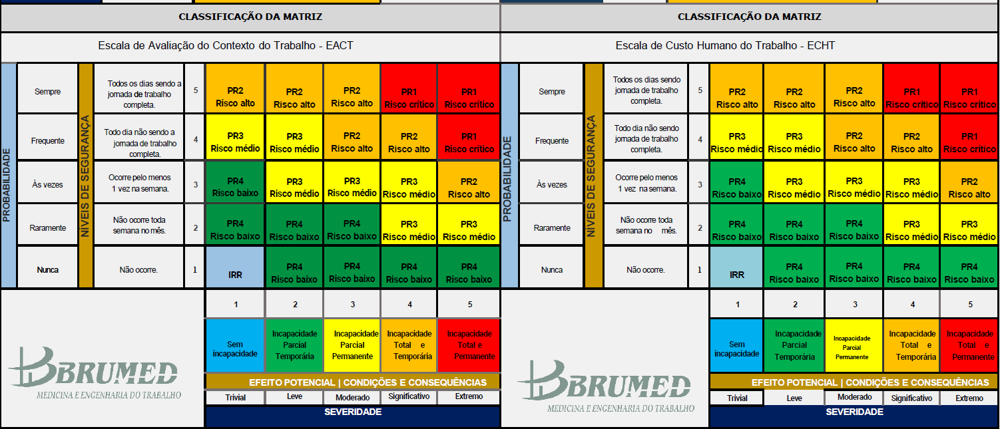 CLASSIFICAÇÃO DA MATRIZ
Escala de Avaliação do Contexto do Trabalho - EACT
PROBABILIDADE
NÍVEIS DE SEGURANÇA
Sempre
Todos os dias sendo a
jornada de trabalho
completa.
5
PR2
Risco alto
PR2
Risco alto
PR2
Risco alto
PR1
Risco crítico
PR1
Risco crítico
Frequente
Todo dia não sendo a
jornada de trabalho
completa.
4
PR3
Risco médio
PR3
Risco médio
PR2
Risco alto
PR2
Risco alto
PR1
Risco crítico
Às vezes
Ocorre pelo menos
1 vez na semana.
3
PR4
Risco baixo
PR3
Risco médio
PR3
Risco médio
PR3
Risco médio
PR2
Risco alto
Raramente
Não ocorre toda
semana no mês.
2
PR4
Risco baixo
PR4
Risco baixo
PR4
Risco baixo
PR3
Risco médio
PR3
Risco médio
Nunca
Não ocorre.
1
IRR
PR4
Risco baixo
PR4
Risco baixo
PR4
Risco baixo
PR4
Risco baixo
1 2 3 4 5
Sem
incapacidade
Incapacidade
Parcial
Temporária
Incapacidade
Parcial
Permanente
Incapacidade
Total e
Temporária
Incapacidade
Total e
Permanente
EFEITO POTENCIAL | CONDIÇÕES E CONSEQUÊNCIAS
Trivial Leve Moderado Significativo Extremo
SEVERIDADE
BRUMED
MEDICINA E ENGENHARIA DO TRABALHO
CLASSIFICAÇÃO DA MATRIZ
Escala de Custo Humano do Trabalho - ECHT
PROBABILIDADE
NÍVEIS DE SEGURANÇA
Sempre
Todos os dias sendo
jornada de trabalho
completa.
5
PR2
Risco alto
PR2
Risco alto
PR2
Risco alto
PR1
Risco crítico
PR1
Risco crítico
Frequente
Todo dia não sendo
jornada de trabalho
completa.
4
PR3
Risco médio
PR3
Risco médio
PR2
Risco alto
PR2
Risco alto
PR1
Risco crítico
Às vezes
Ocorre pelo menos
1 vez na semana.
3
PR4
Risco baixo
PR3
Risco médio
PR3
Risco médio
PR3
Risco médio
PR2
Risco alto
Raramente
Não ocorre toda
semana no mês.
2
PR4
Risco baixo
PR4
Risco baixo
PR4
Risco baixo
PR3
Risco médio
PR3
Risco médio
Nunca
Não ocorre.
1
IRR
PR4
Risco baixo
PR4
Risco baixo
PR4
Risco baixo
PR4
Risco baixo
1 2 3 4 5
Sem
incapacidade
Incapacidade
Parcial
Temporária
Incapacidade
Parcial
Permanente
Incapacidade
Total e
Temporária
Incapacidade
Total e
Permanente
EFEITO POTENCIAL | CONDIÇÕES E CONSEQUÊNCIAS
Trivial Leve Moderado Significativo Extremo
SEVERIDADE
BRUMED
MEDICINA E ENGENHARIA DO TRABALHO